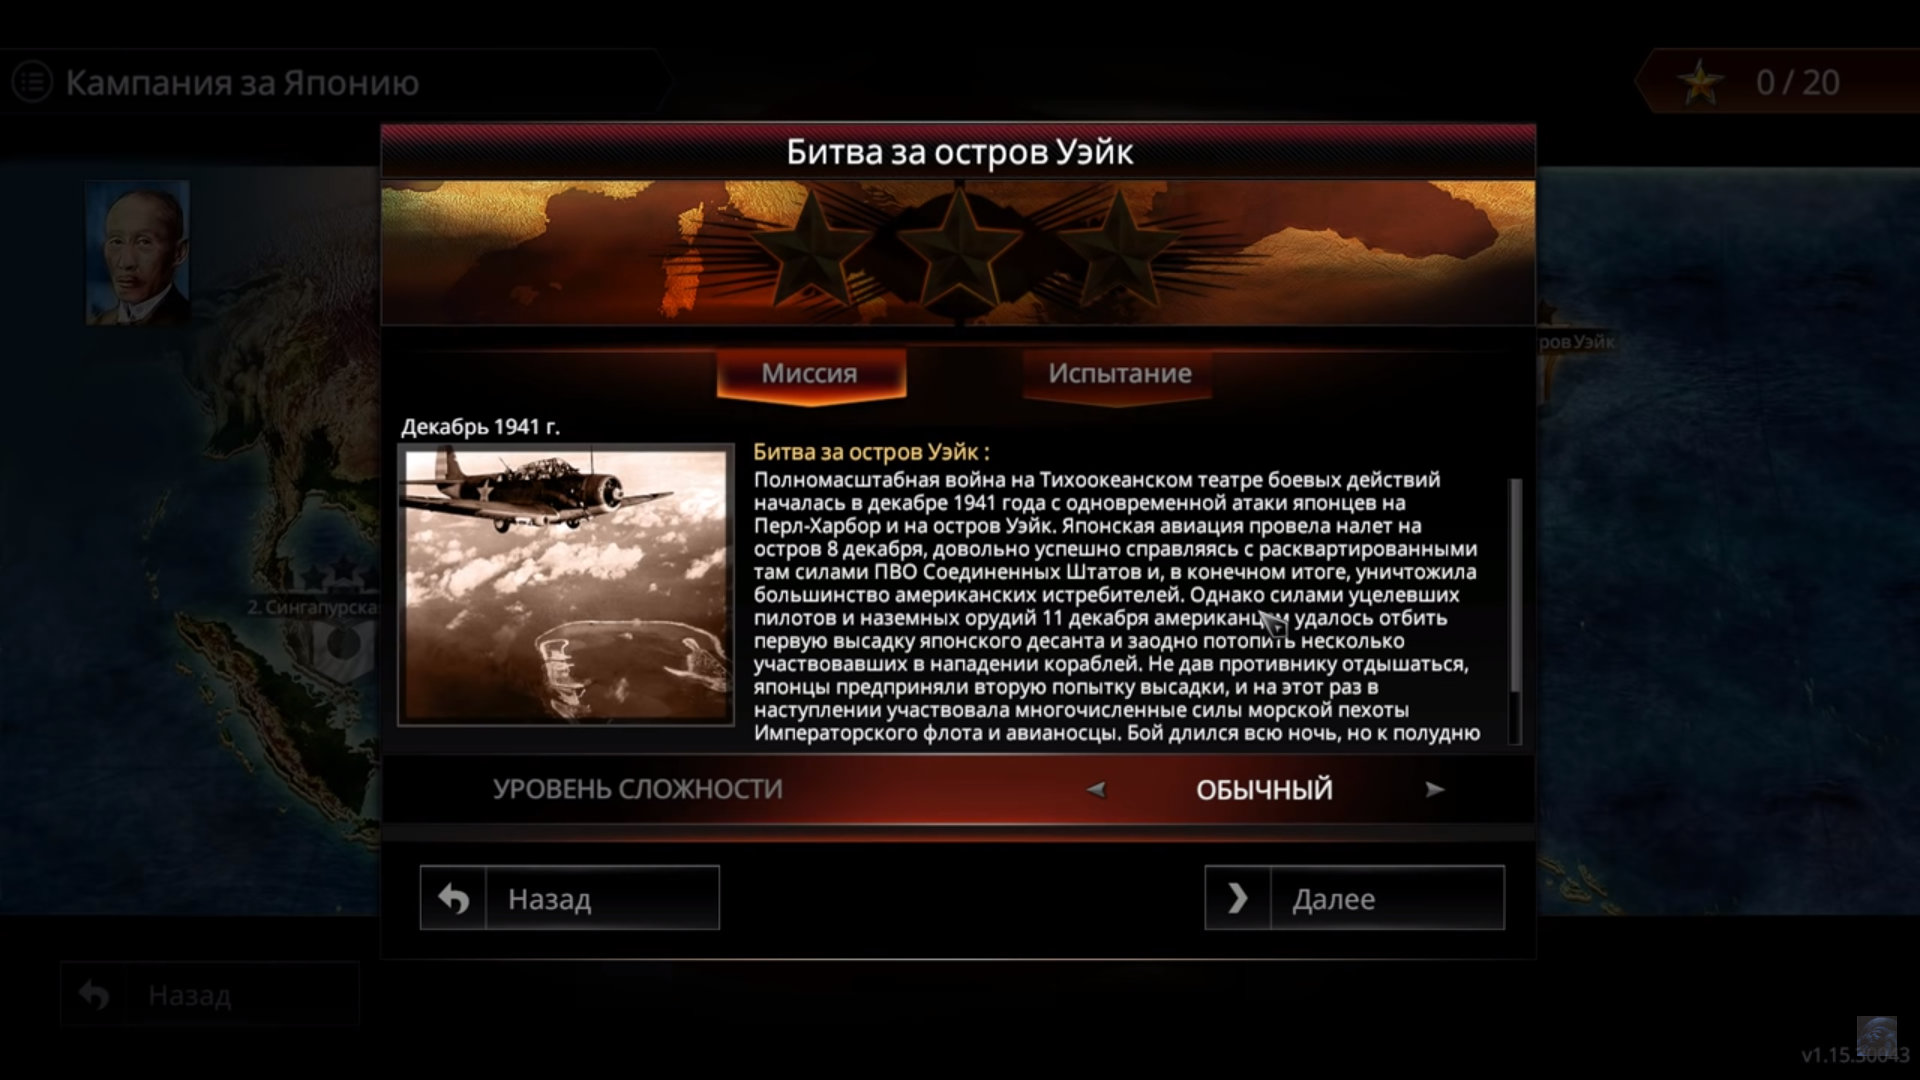 Кампания за Японию
0 / 20
Битва за остров Уэйк
ров Уэйк
Миссия
Испытание
Декабрь 1941 г.
Битва за остров Уэйк :
Полномасштабная война на Тихоокеанском театре боевых действий
началась в декабре 1941 года с одновременной атаки японцев на
Перл-Харбор и на остров Уэйк. Японская авиация провела налет на
остров 8 декабря, довольно успешно справляясь с расквартированными
там силами ПВО Соединенных Штатов и, в конечном итоге, уничтожила
большинство американских истребителей. Однако силами уцелевших
пилотов и наземных орудий 11 декабря американцам удалось отбить
первую высадку японского десанта и заодно потопить несколько
участвовавших в нападении кораблей. Не дав противнику отдышаться,
японцы предприняли вторую попытку высадки, и на этот раз в
наступлении участвовала многочисленные силы морской пехоты
Императорского флота и авианосцы. Бой длился всю ночь, но к полудню
2. Сингапурска
УРОВЕНЬ СЛОЖНОСТИ
ОБЫЧНЫЙ
Назад
Далее
Назад
v1.15.30043